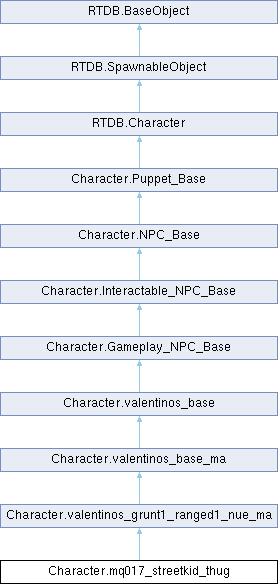 RTDB.BaseObject
RTDB.SpawnableObject
RTDB.Character
Character.Puppet_Base
Character.NPC_Base
Character.Interactable_NPC_Base
Character.Gameplay_NPC_Base
Character.valentinos_base
Character.valentinos_base_ma
Character.valentinos_grunt1_ranged1_nue_ma
Character.mq017_streetkid_thug